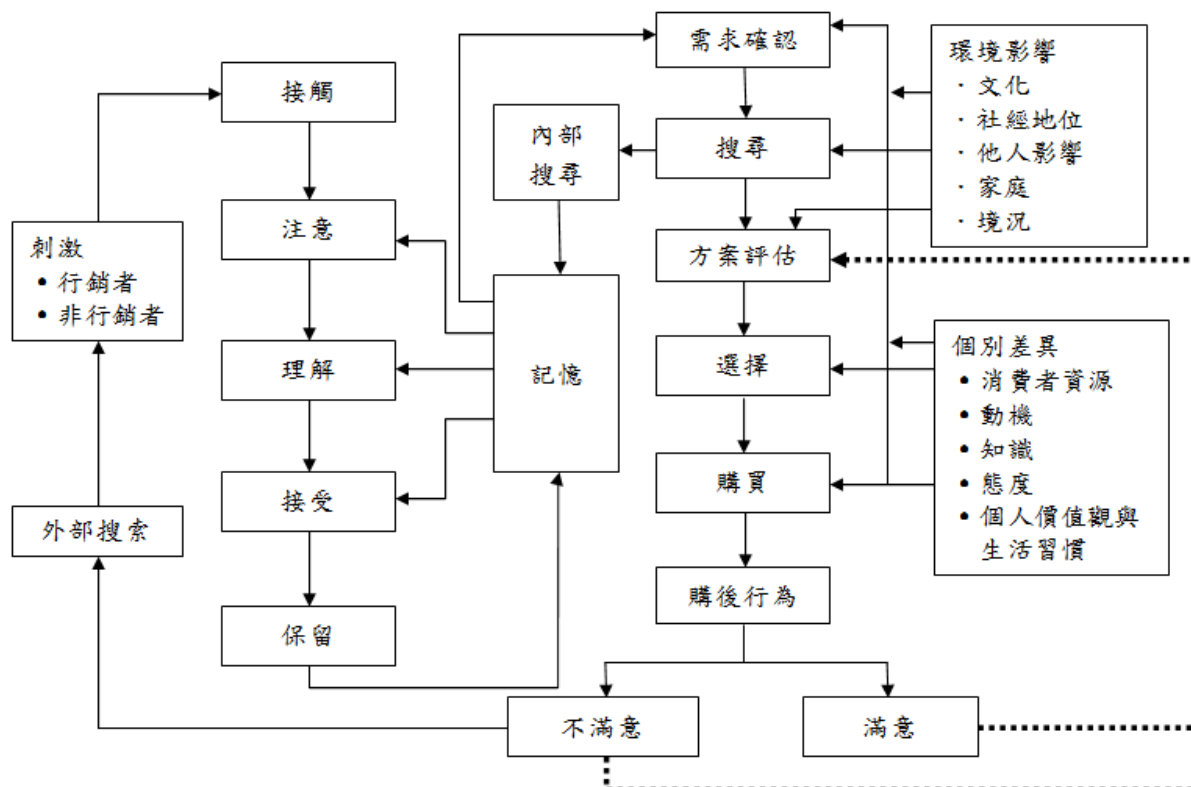 接觸
注意
理解
接受
保留
刺激
• 行銷者
• 非行銷者
外部搜索
內部
搜尋
記憶
需求確認
搜尋
方案評估
選擇
購買
購後行為
不滿意
滿意
環境影響
· 文化
· 社經地位
· 他人影響
· 家庭
· 境況
個別差異
• 消費者資源
• 動機
• 知識
• 態度
• 個人價值觀與
生活習慣